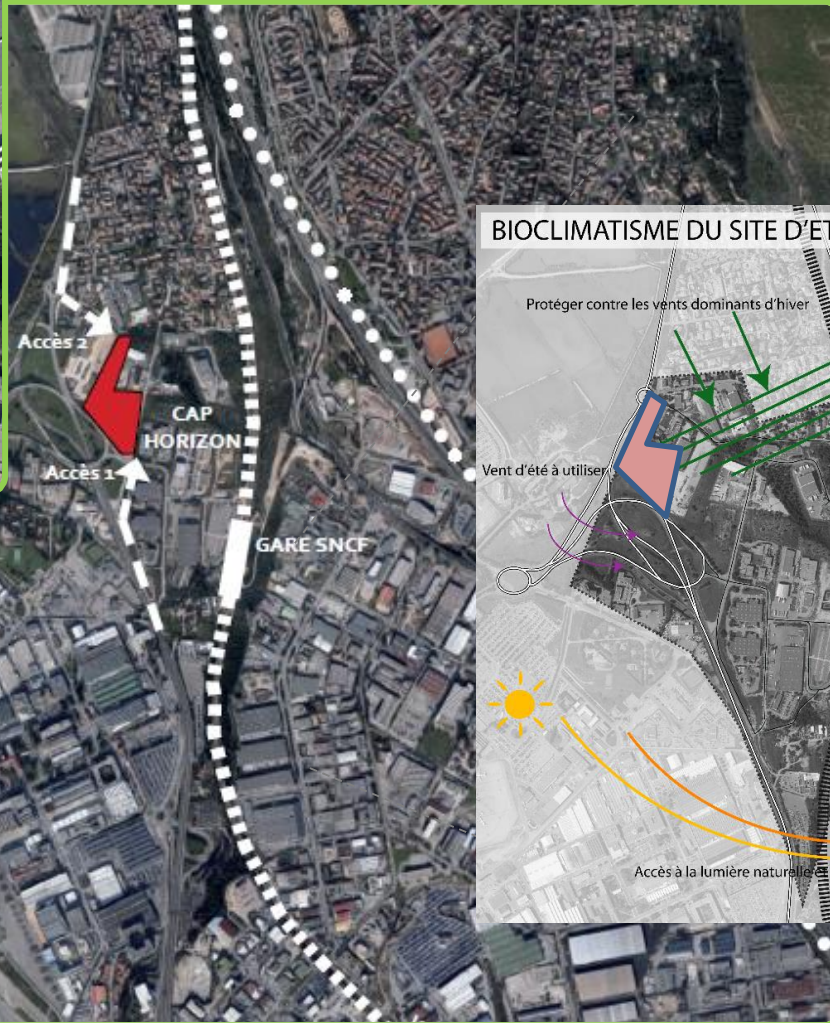 Accès 2
CAP
HORIZON
Accès 1
GARE SNCF
BIOCLIMATISME DU SITE D'ET
Protéger contre les vents dominants d'hiver
Vent d'été à utiliser
Accès à la lumière naturelle et